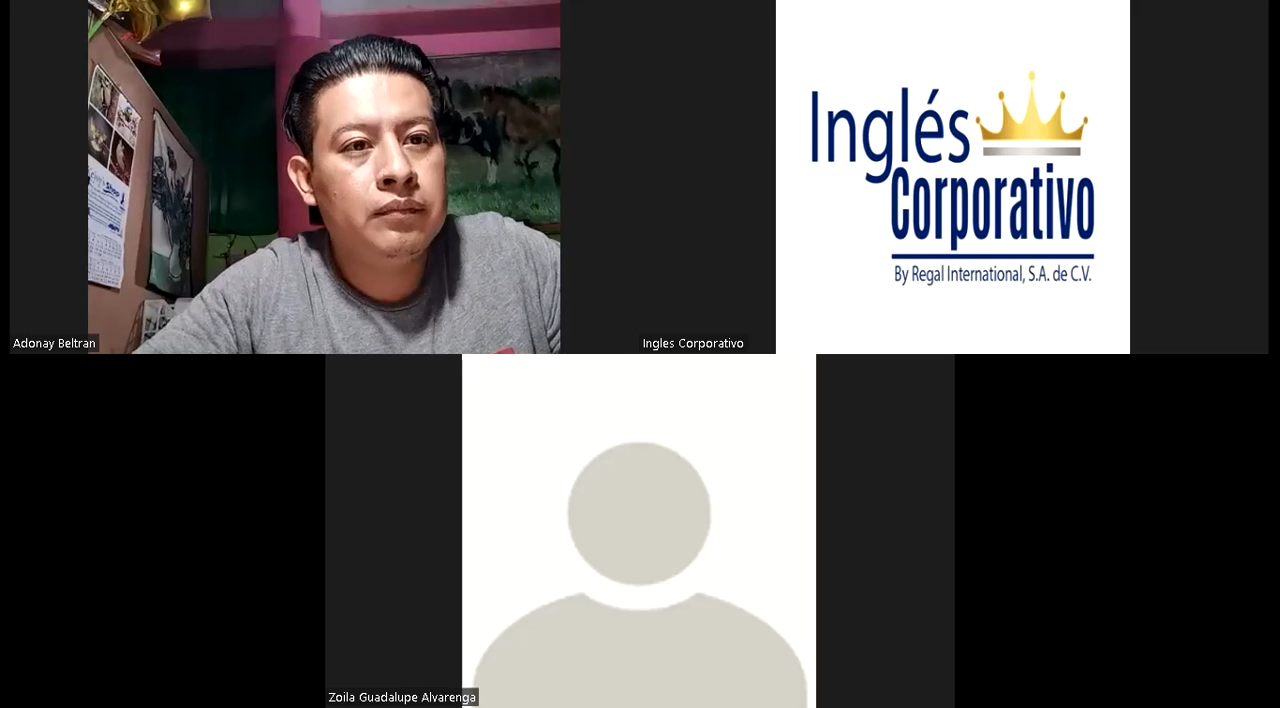 Inglés
Corporativo
By Regal International, S.A. de C.V.
Adonay Beltran
Ingles Corporativo
Zoila Guadalupe Alvarenga